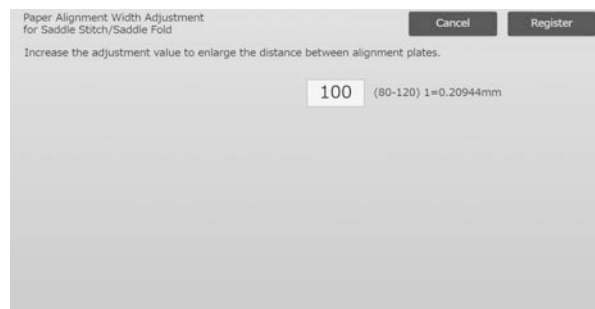 Paper Alignment Width Adjustment
for Saddle Stitch/Saddle Fold
Cancel
Register
Increase the adjustment value to enlarge the distance between alignment plates.
100 (80-120) 1=0.20944mm